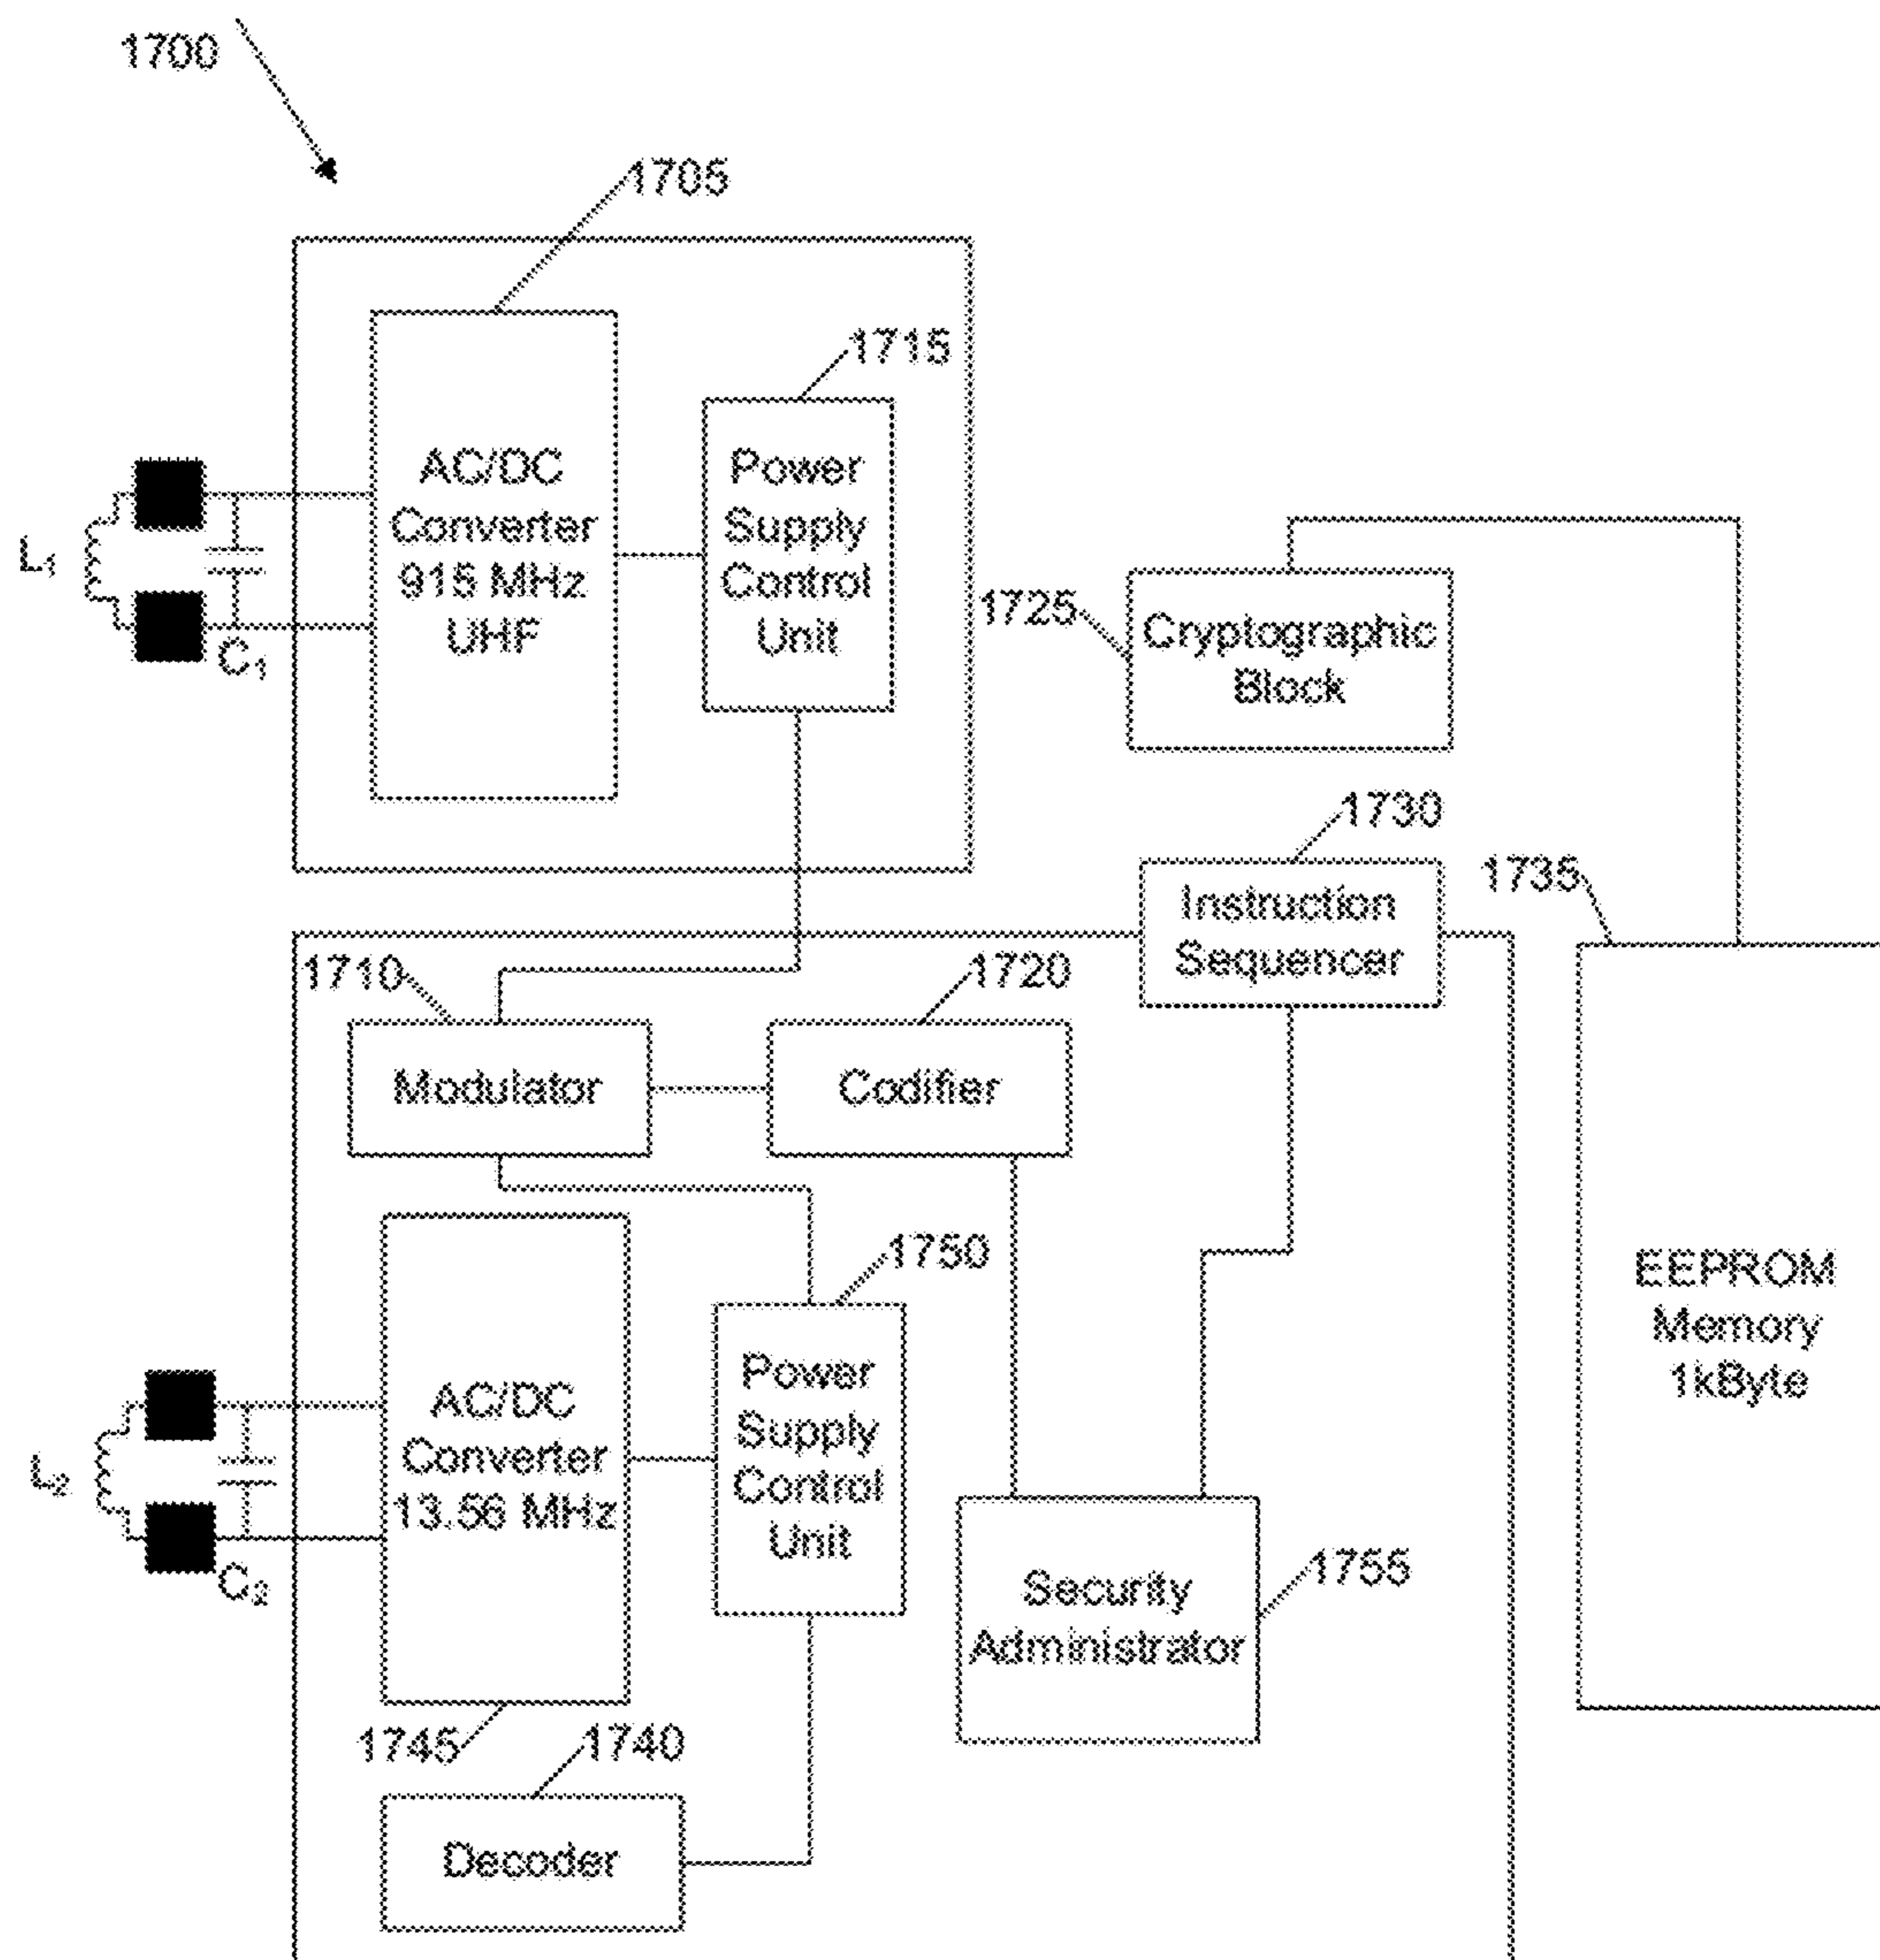 1700
1705
1715
AC/DC
Converter
915 MHz
UHF
Power
Supply
Control
Unit
L₁
C₁
1725
Cryptographic
Block
1730
1735
Instruction
Sequencer
1710
1720
Modulator
Codifier
1750
EEPROM
Memory
1kByte
AC/DC
Converter
13.56 MHz
Power
Supply
Control
Unit
L₂
C₂
1755
Security
Administrator
1745
1740
Decoder